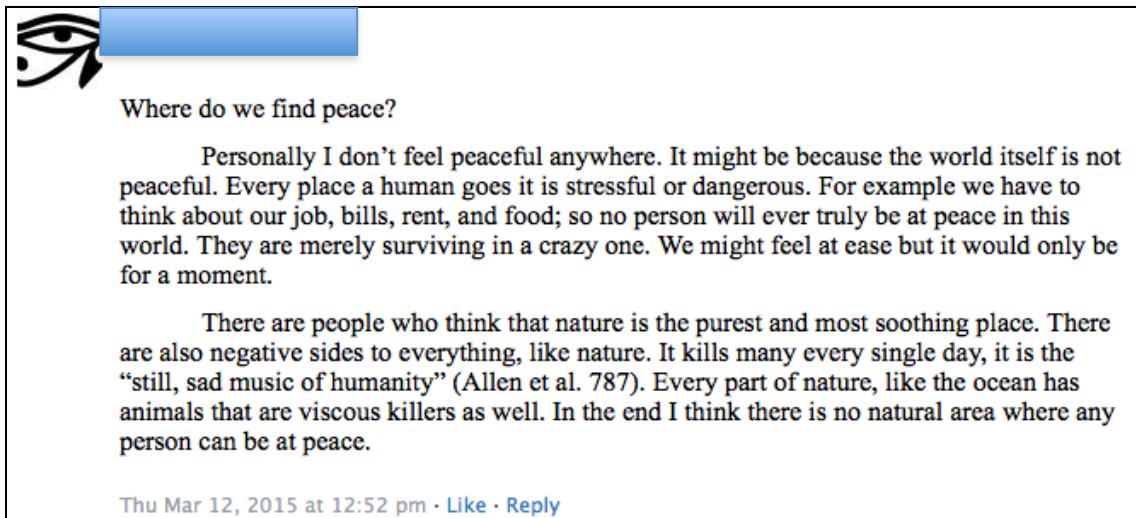 Where do we find peace?
Personally I don’t feel peaceful anywhere. It might be because the world itself is not
peaceful. Every place a human goes it is stressful or dangerous. For example we have to
think about our job, bills, rent, and food; so no person will ever truly be at peace in this
world. They are merely surviving in a crazy one. We might feel at ease but it would only be
for a moment.
There are people who think that nature is the purest and most soothing place. There
are also negative sides to everything, like nature. It kills many every single day, it is the
“still, sad music of humanity” (Allen et al. 787). Every part of nature, like the ocean has
animals that are viscous killers as well. In the end I think there is no natural area where any
person can be at peace.
Thu Mar 12, 2015 at 12:52 pm · Like · Reply